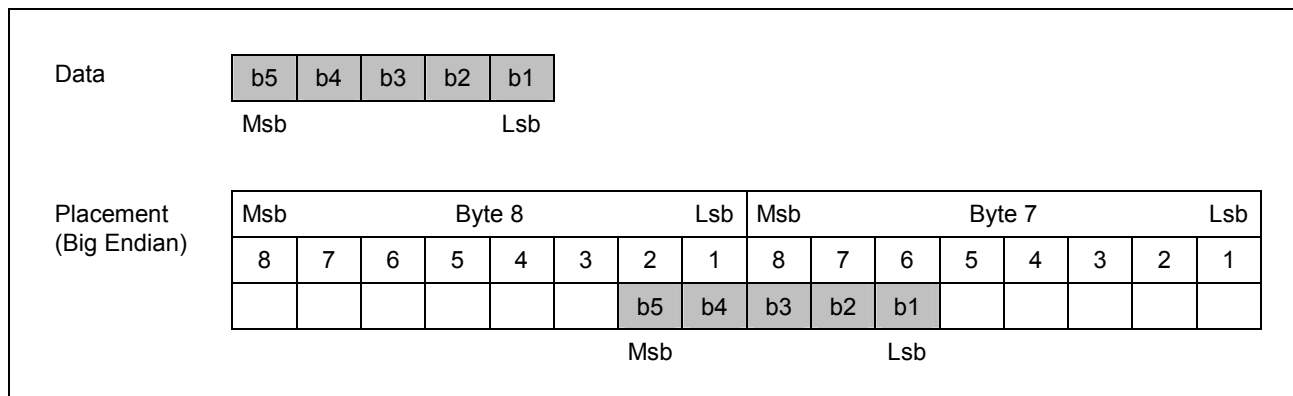 Data b5 b4 b3 b2 b1
Msb Lsb
Placement Msb Byte 8 Lsb Msb Byte 7 Lsb
(Big Endian) 8 7 6 5 4 3 2 1 8 7 6 5 4 3 2 1
b5 b4 b3 b2 b1
Msb Lsb